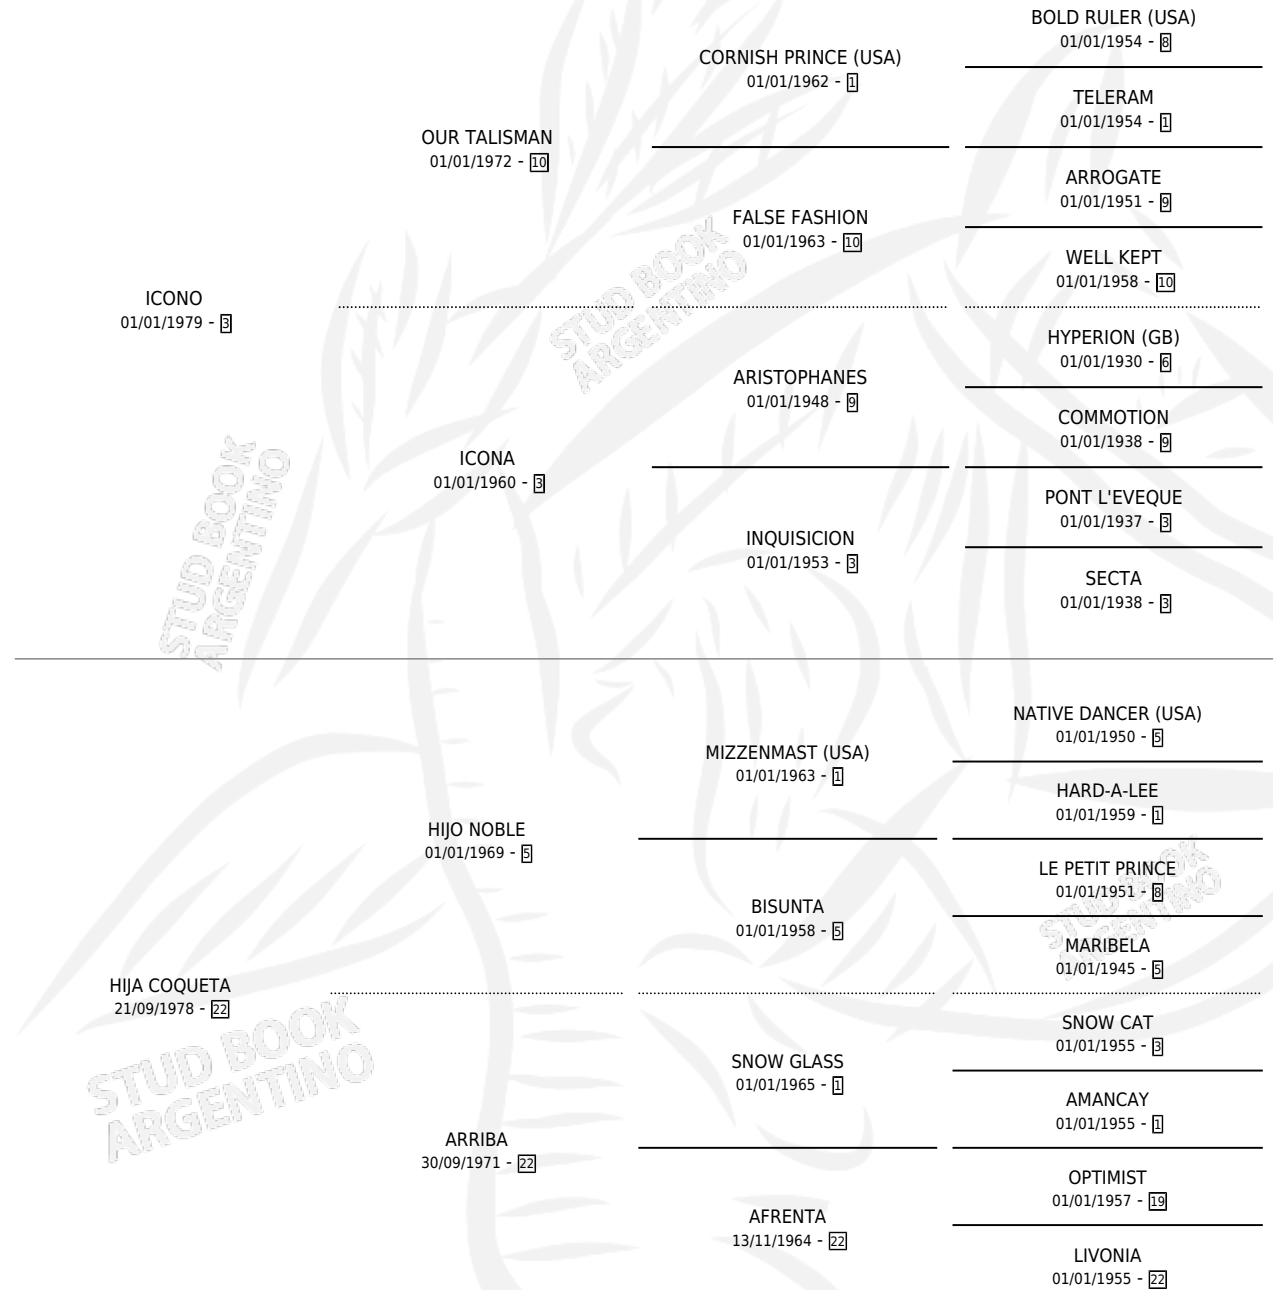 BOLD RULER (USA)
01/01/1954 - 8
CORNISH PRINCE (USA)
01/01/1962 - 1
TELERAM
01/01/1954 - 1
OUR TALISMAN
01/01/1972 - 10
ARROGATE
01/01/1951 - 9
FALSE FASHION
01/01/1963 - 10
WELL KEPT
01/01/1958 - 10
ICONO
01/01/1979 - 3
HYPERION (GB)
01/01/1930 - 6
ARISTOPHANES
01/01/1948 - 9
COMMOTION
01/01/1938 - 9
ICONA
01/01/1960 - 3
PONT L'EVEQUE
01/01/1937 - 3
INQUISICION
01/01/1953 - 3
SECTA
01/01/1938 - 3
STUD BOOK
ARGENTINO
STUD BOOK
ARGENTINO
NATIVE DANCER (USA)
01/01/1950 - 5
MIZZENMAST (USA)
01/01/1963 - 1
HARD-A-LEE
01/01/1959 - 1
HIJO NOBLE
01/01/1969 - 5
LE PETIT PRINCE
01/01/1951 - 8
BISUNTA
01/01/1958 - 5
MARIBELA
01/01/1945 - 5
HIJA COQUETA
21/09/1978 - 22
SNOW CAT
01/01/1955 - 3
SNOW GLASS
01/01/1965 - 1
AMANCAY
01/01/1955 - 1
ARRIBA
30/09/1971 - 22
OPTIMIST
01/01/1957 - 19
AFRENTA
13/11/1964 - 22
LIVONIA
01/01/1955 - 22
STUD BOOK
ARGENTINO
STUD BOOK
ARGENTINO